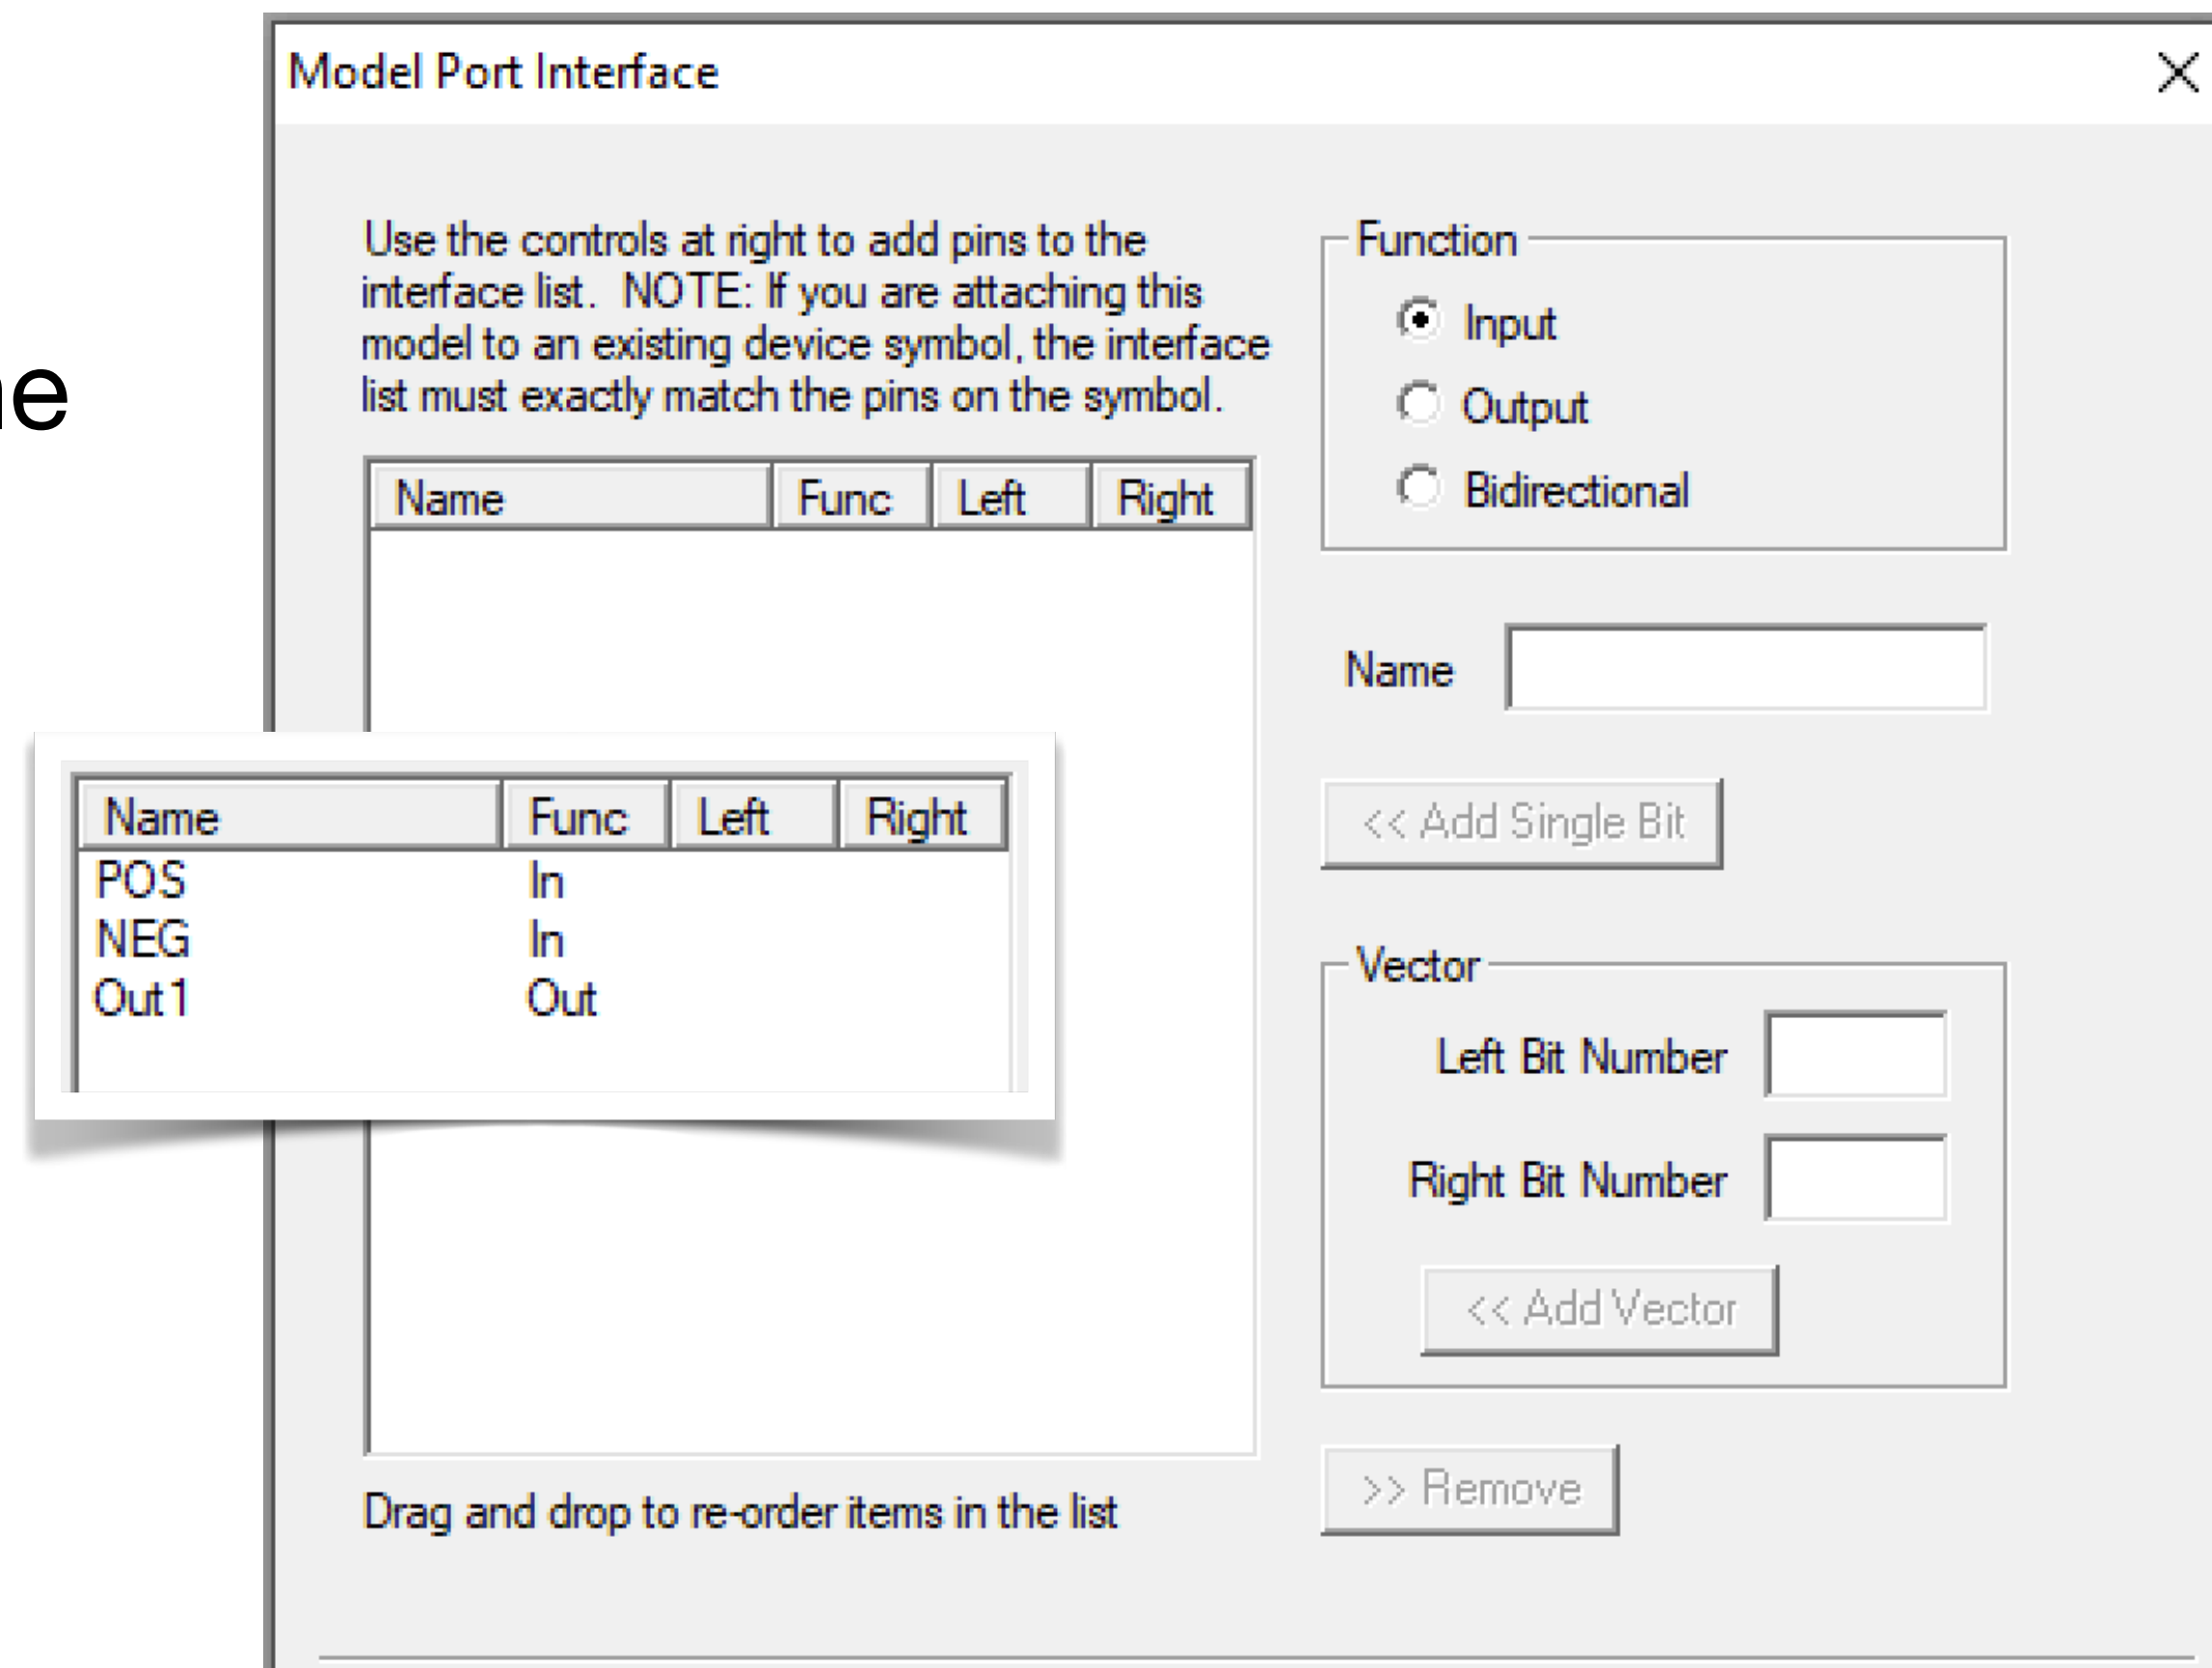 Model Port Interface
Use the controls at right to add pins to the
interface list. NOTE: If you are attaching this
model to an existing device symbol, the interface
list must exactly match the pins on the symbol.
Name Func Left Right
Name Func Left Right
POS In
NEG In
Out1 Out
Drag and drop to re-order items in the list
Function
Input
Output
Bidirectional
Name
<< Add Single Bit
Vector
Left Bit Number
Right Bit Number
<< Add Vector
>> Remove